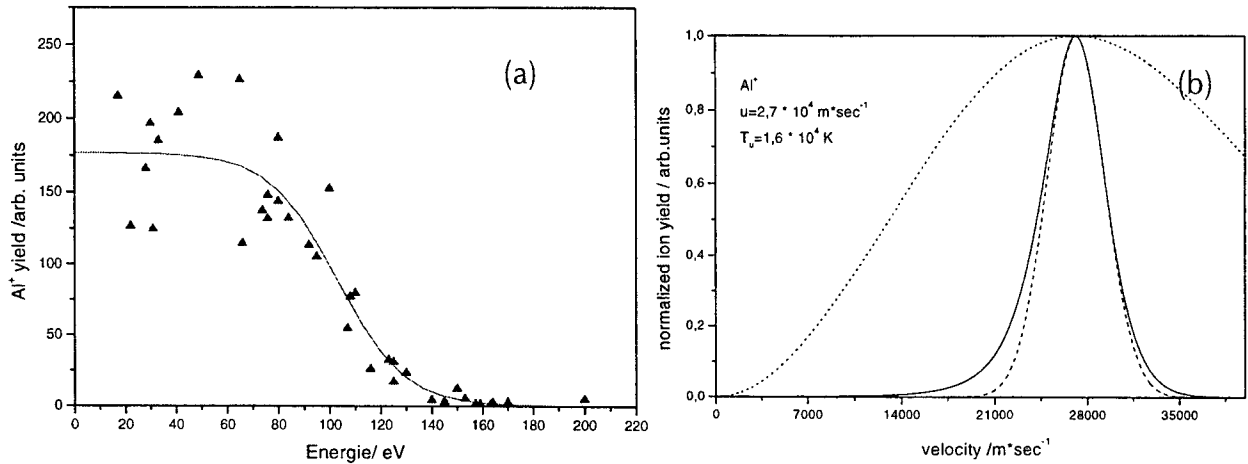 (a)
250
200
150
100
50
0
Al⁺ yield /arb. units
0 20 40 60 80 100 120 140 160 180 200 220
Energie/ eV
(b)
1,0
0,8
0,6
0,4
0,2
0,0
normalized ion yield / arb.units
Al⁺
u=2,7 * 10⁴ m*sec⁻¹
Tᵤ=1,6 * 10⁴ K
0 7000 14000 21000 28000 35000
velocity /m*sec⁻¹